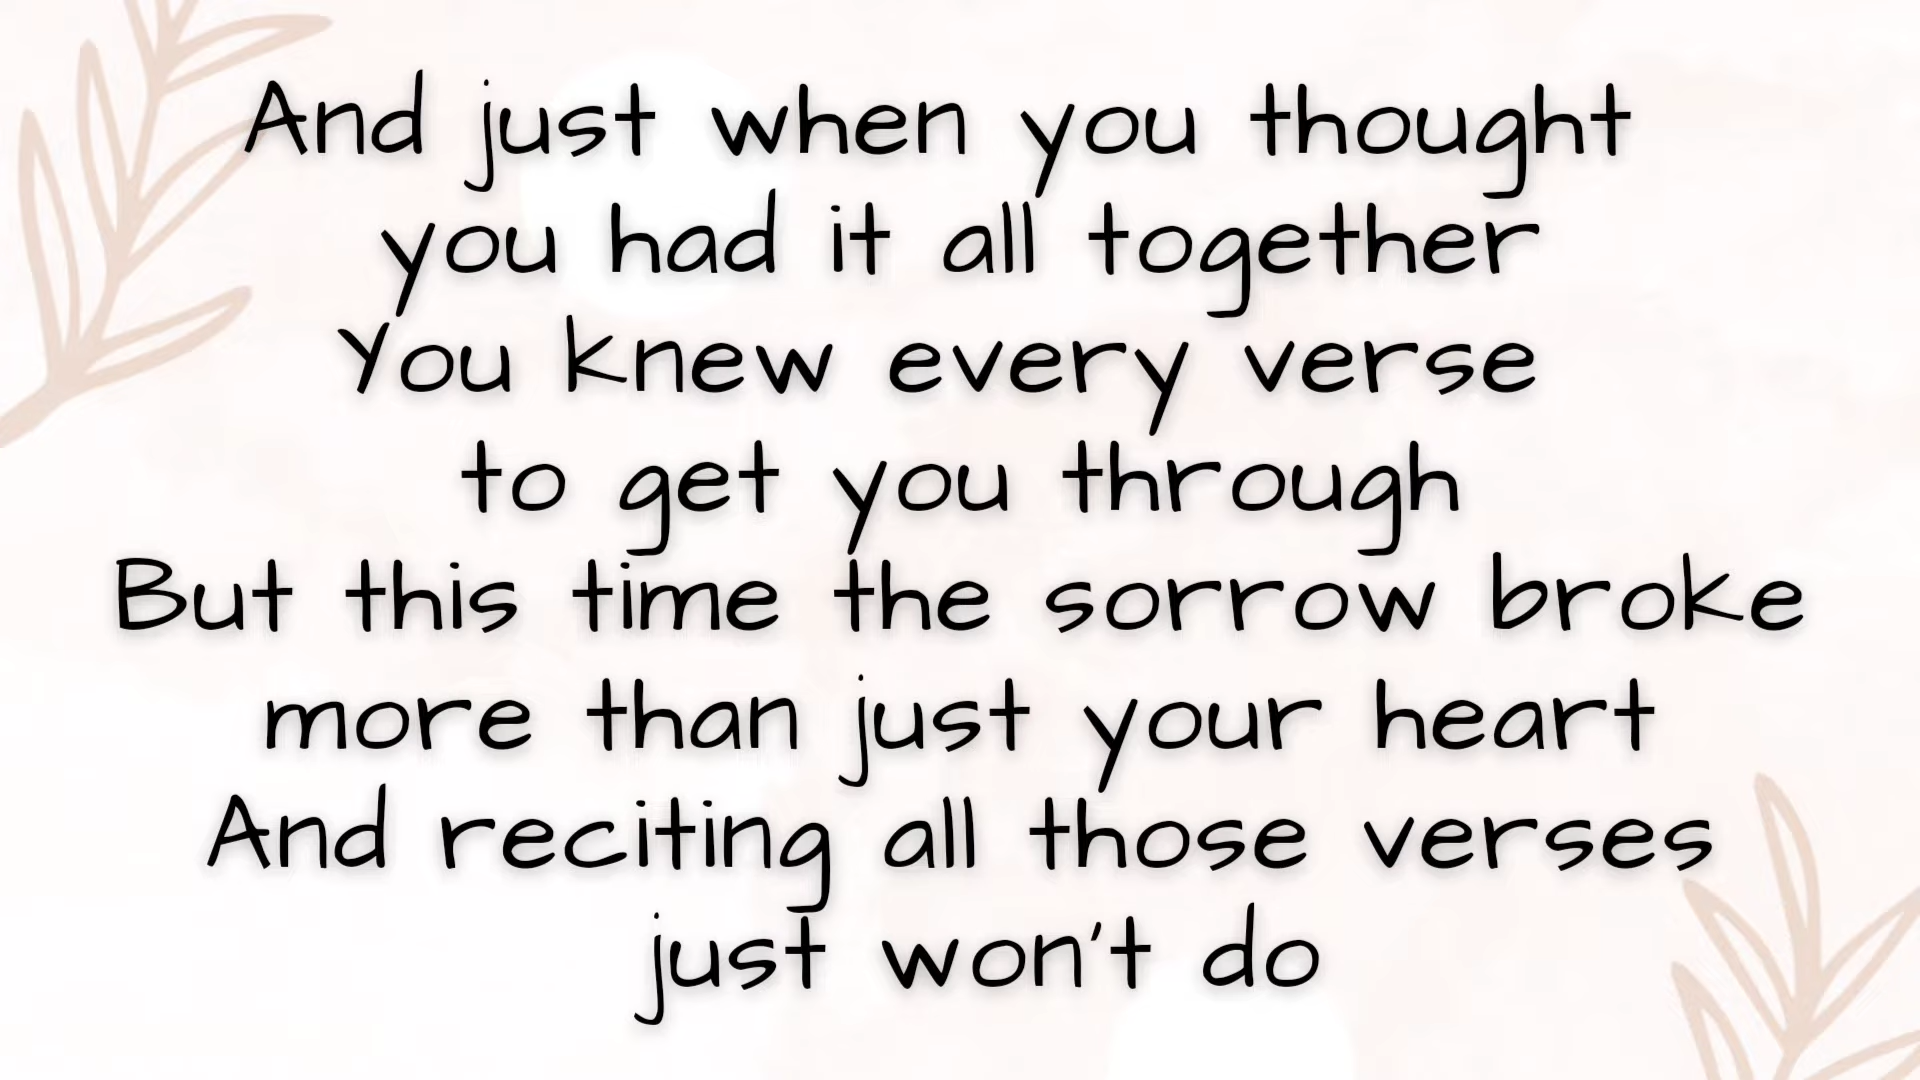 And just when you thought
you had it all together
You knew every verse
to get you through
But this time the sorrow broke
more than just your heart
And reciting all those verses
just won't do